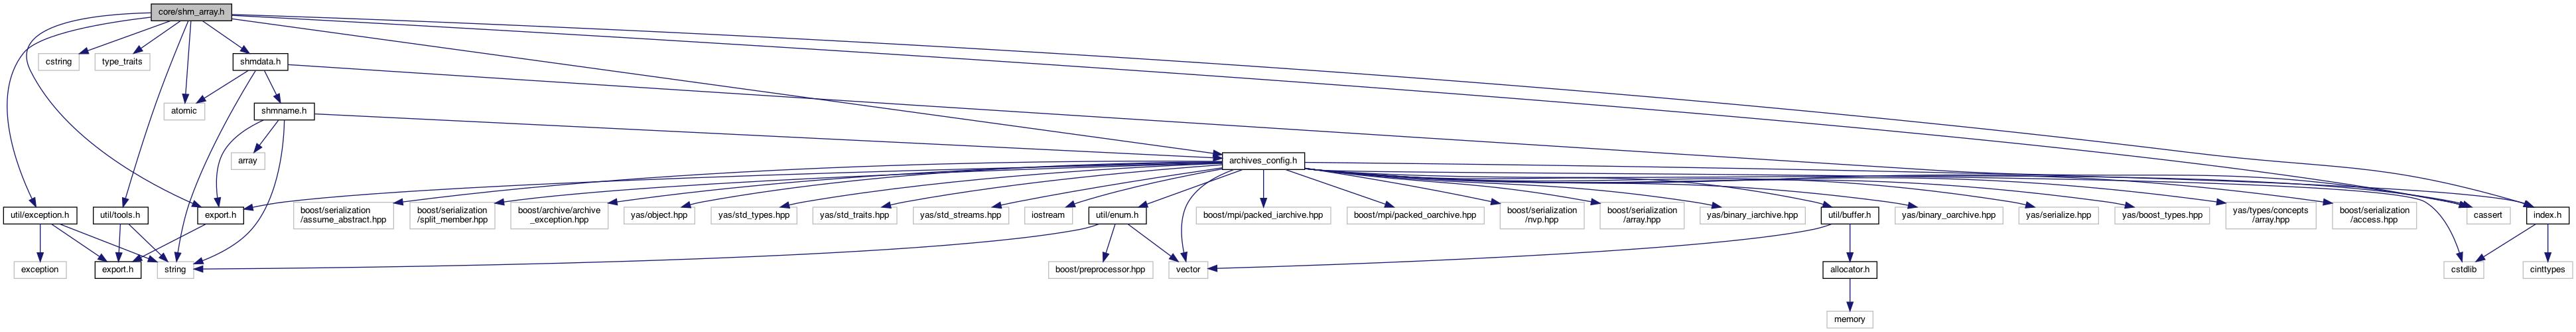 core/shm_array.h
cstring
type_traits
shmdata.h
atomic
shmname.h
array
archives_config.h
util/exception.h
util/tools.h
export.h
boost/serialization
/assume_abstract.hpp
boost/serialization
/split_member.hpp
boost/archive/archive
_exception.hpp
yas/object.hpp
yas/std_types.hpp
yas/std_traits.hpp
yas/std_streams.hpp
iostream
util/enum.h
boost/mpi/packed_iarchive.hpp
boost/mpi/packed_oarchive.hpp
boost/serialization
/nvp.hpp
boost/serialization
/array.hpp
yas/binary_iarchive.hpp
util/buffer.h
yas/binary_oarchive.hpp
yas/serialize.hpp
yas/boost_types.hpp
yas/types/concepts
/array.hpp
boost/serialization
/access.hpp
cassert
index.h
exception
export.h
string
boost/preprocessor.hpp
vector
allocator.h
cstdlib
cinttypes
memory